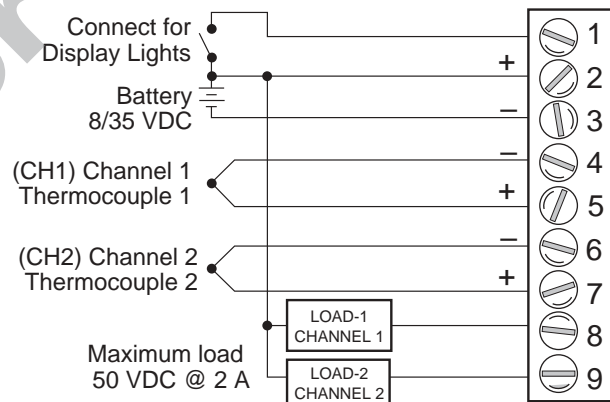 Connect for
Display Lights
Battery
8/35 VDC
(CH1) Channel 1
Thermocouple 1
(CH2) Channel 2
Thermocouple 2
Maximum load
50 VDC @ 2 A
LOAD-1
CHANNEL 1
LOAD-2
CHANNEL 2
+
–
–
+
–
+
1
2
3
4
5
6
7
8
9